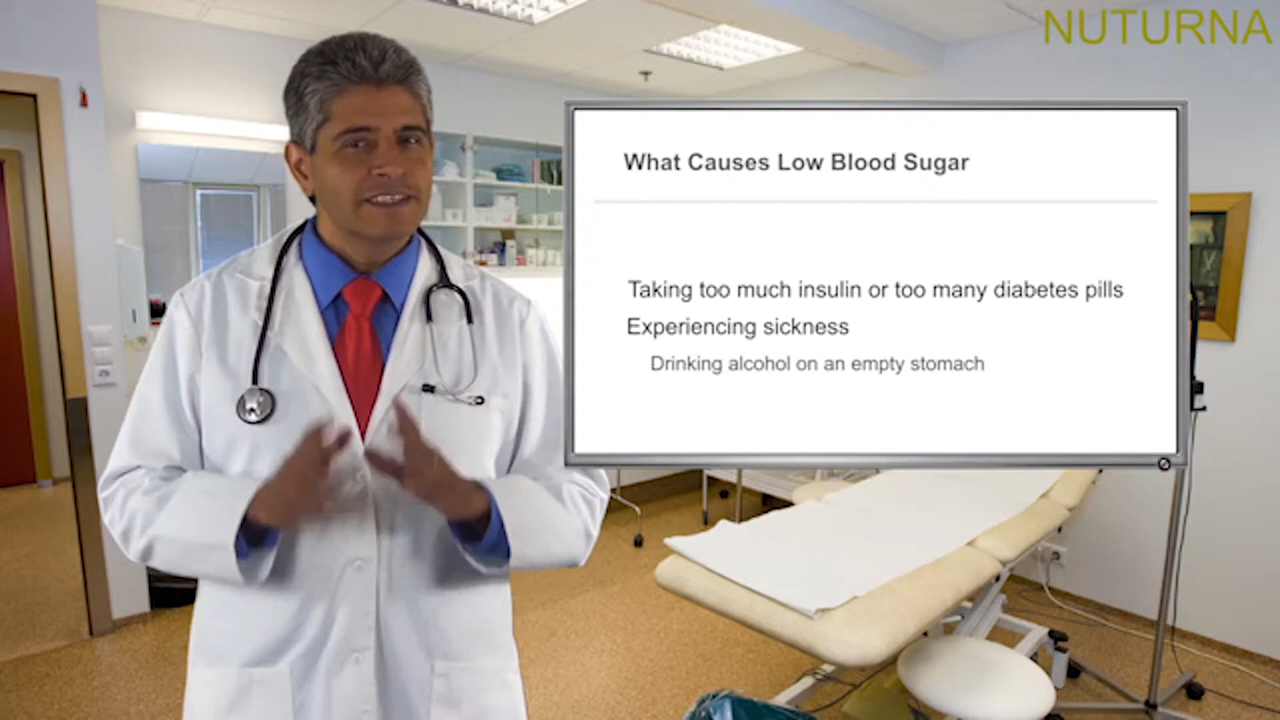 NUTURNA
What Causes Low Blood Sugar
Taking too much insulin or too many diabetes pills
Experiencing sickness
Drinking alcohol on an empty stomach